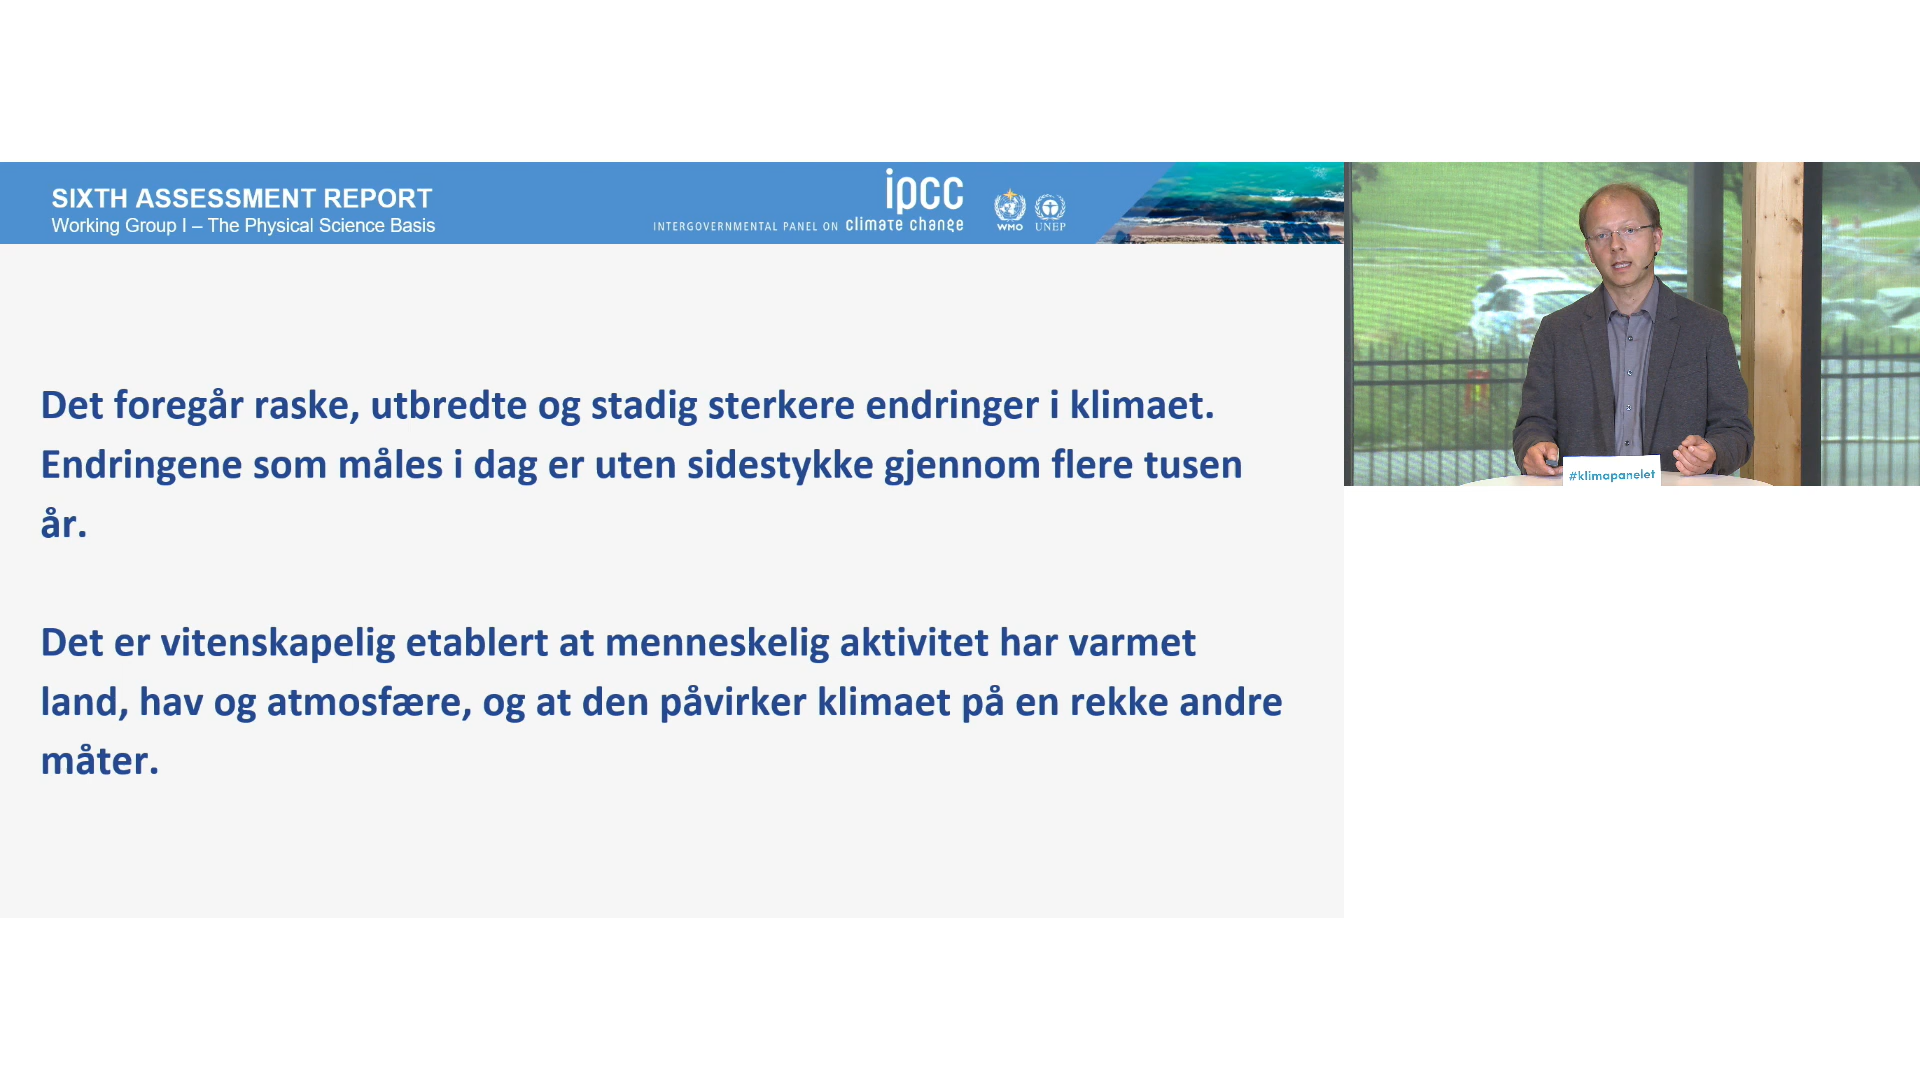 SIXTH ASSESSMENT REPORT
Working Group I – The Physical Science Basis
ipcc
INTERGOVERNMENTAL PANEL ON climate change
WMO
UNEP
Det foregår raske, utbredte og stadig sterkere endringer i klimaet.
Endringene som måles i dag er uten sidestykke gjennom flere tusen
år.
Det er vitenskapelig etablert at menneskelig aktivitet har varmet
land, hav og atmosfære, og at den påvirker klimaet på en rekke andre
måter.
#klimapanelet